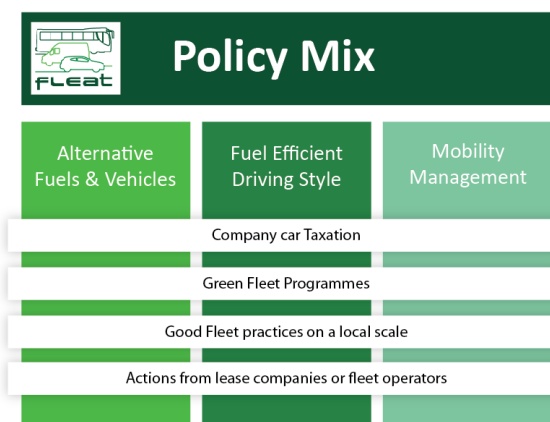 FLEAT
Policy Mix
Alternative
Fuels & Vehicles
Fuel Efficient
Driving Style
Mobility
Management
Company car Taxation
Green Fleet Programmes
Good Fleet practices on a local scale
Actions from lease companies or fleet operators